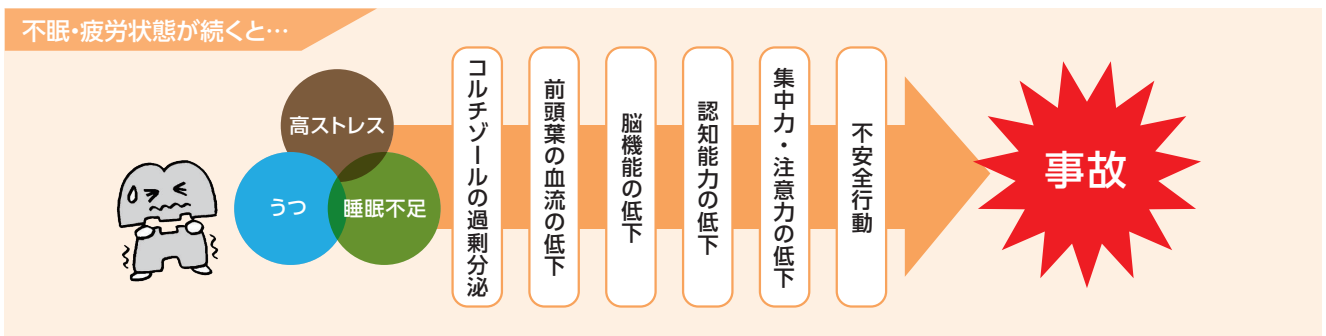 不眠・疲労状態が続くと…
高ストレス
うつ
睡眠不足
コルチゾールの過剰分泌
前頭葉の血流の低下
脳機能の低下
認知能力の低下
集中力・注意力の低下
不安全行動
事故